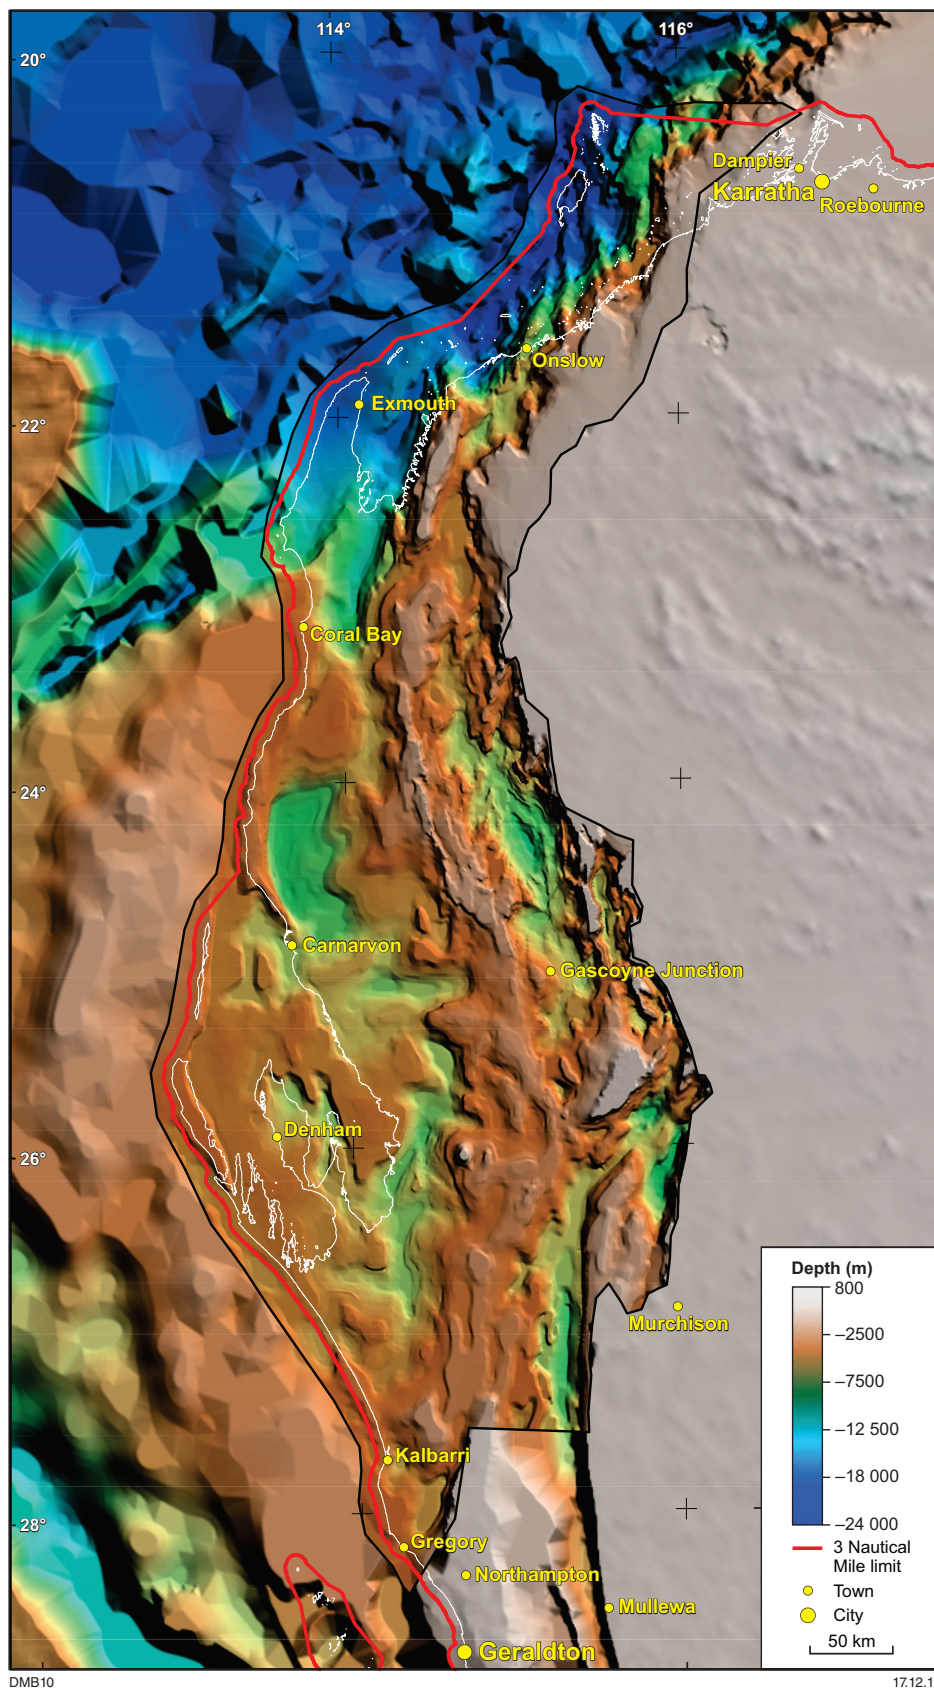 114°
116°
20°
Dampier
Karratha
Roebourne
Onslow
Exmouth
22°
Coral Bay
24°
Carnarvon
Gascoyne Junction
Denham
26°
Murchison
Kalbarri
28°
Gregory
Northampton
Mullewa
Geraldton
Depth (m)
800
–2500
–7500
–12 500
–18 000
–24 000
3 Nautical
Mile limit
Town
City
50 km
DMB10
17.12.1